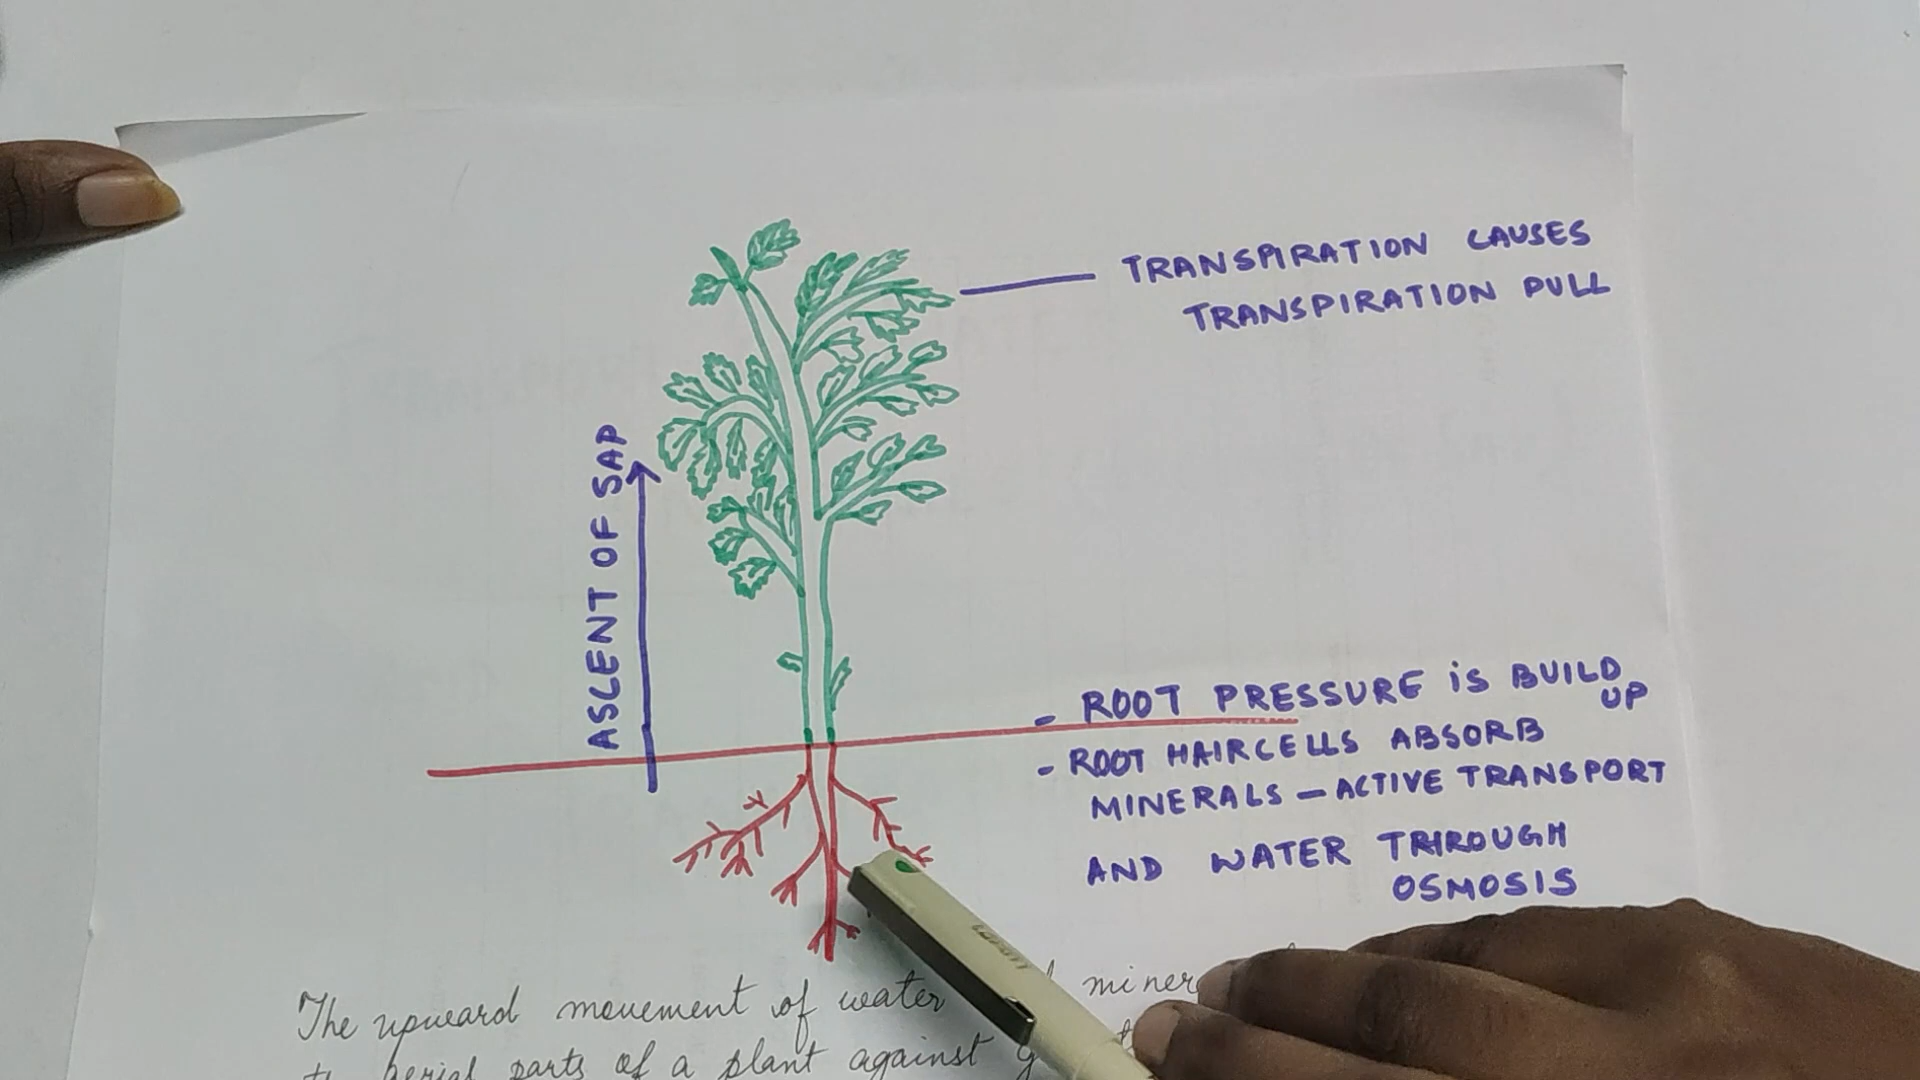 TRANSPIRATION CAUSES
TRANSPIRATION PULL
ASCENT OF SAP
- ROOT PRESSURE is BUILD UP
- ROOT HAIRCELLS ABSORB
MINERALS - ACTIVE TRANSPORT
AND WATER THROUGH
OSMOSIS
The upward movement of water
aerial parts of a plant against